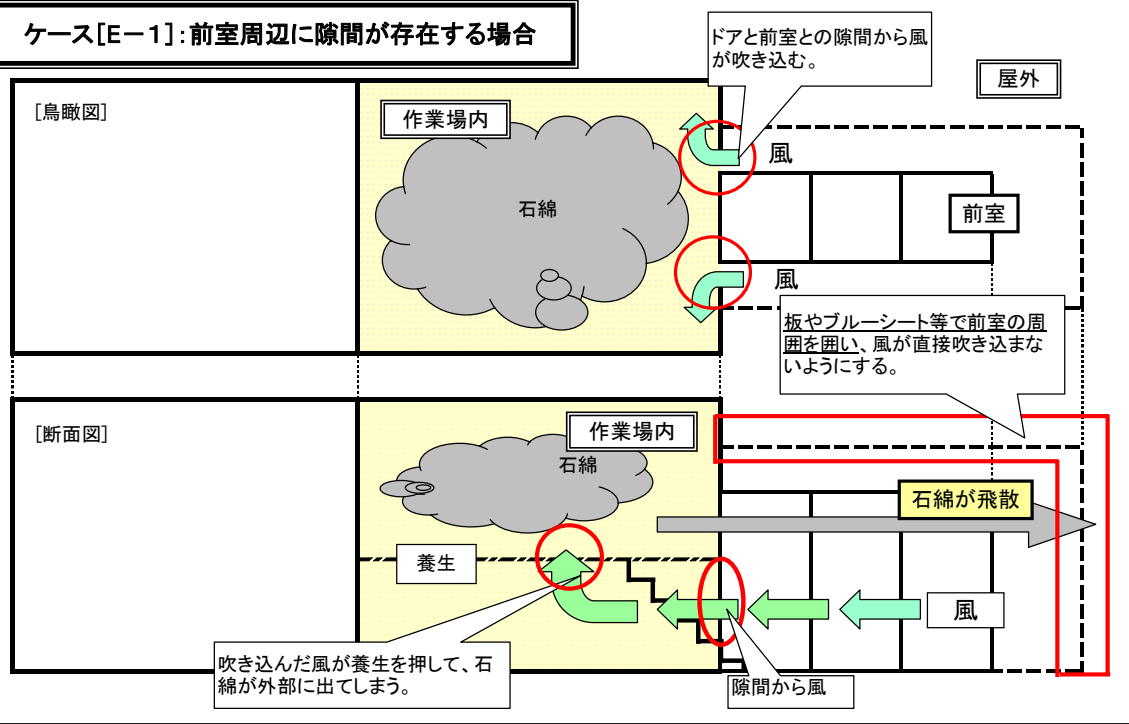 ケース[E-1]:前室周辺に隙間が存在する場合
ドアと前室との隙間から風
が吹き込む。
屋外
[鳥瞰図]
作業場内
風
石綿
前室
風
板やブルーシート等で前室の周
囲を囲い、風が直接吹き込まな
いようにする。
[断面図]
作業場内
石綿
石綿が飛散
養生
風
吹き込んだ風が養生を押して、石
綿が外部に出てしまう。
隙間から風